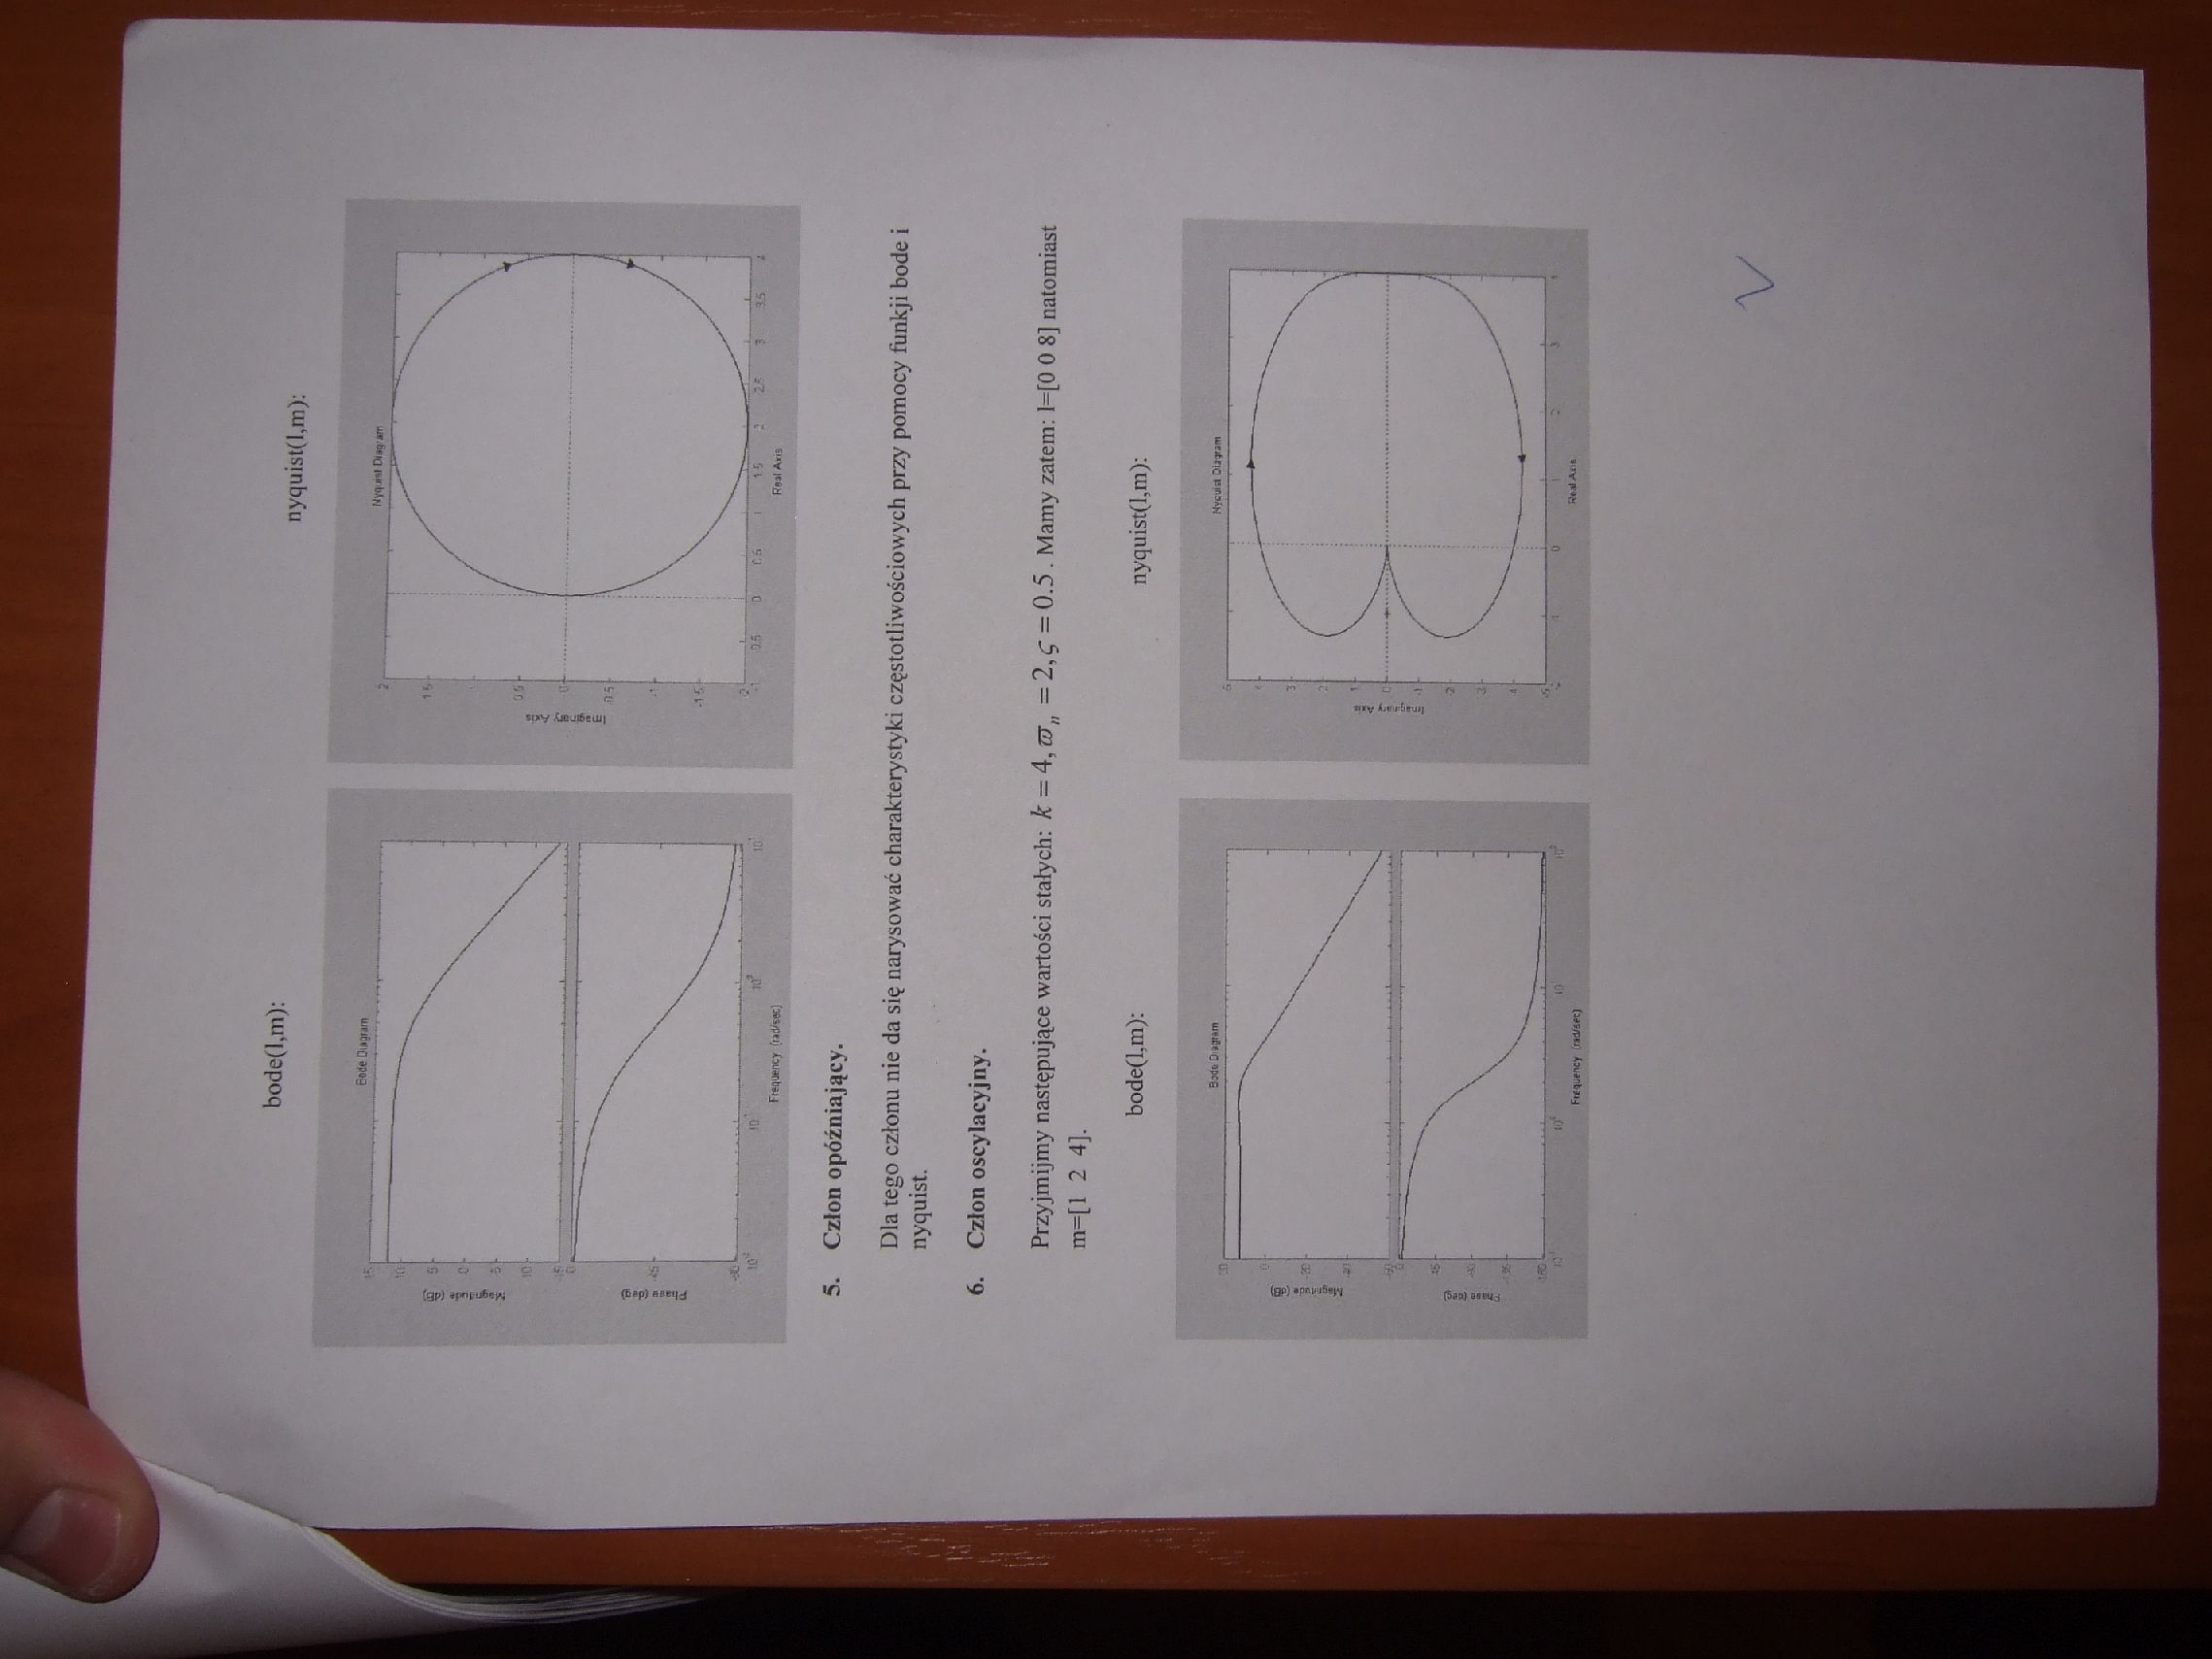 bode(l,m):
nyquist(l,m):
Bode Diagram
Magnitude (dB)
Phase (deg)
Frequency (rad/sec)
Nyquist Diagram
Imaginary Axis
Real Axis
5. Człon opóźniający.
Dla tego członu nie da się narysować charakterystyki częstotliwościowych przy pomocy funkji bode i
nyquist.
6. Człon oscylacyjny.
Przyjmijmy następujące wartości stałych: k = 4, ϖn = 2, ς = 0.5. Mamy zatem: l=[0 0 8] natomiast
m=[1 2 4].
bode(l,m):
nyquist(l,m):
Bode Diagram
Magnitude (dB)
Phase (deg)
Frequency (rad/sec)
Nyquist Diagram
Imaginary Axis
Real Axis